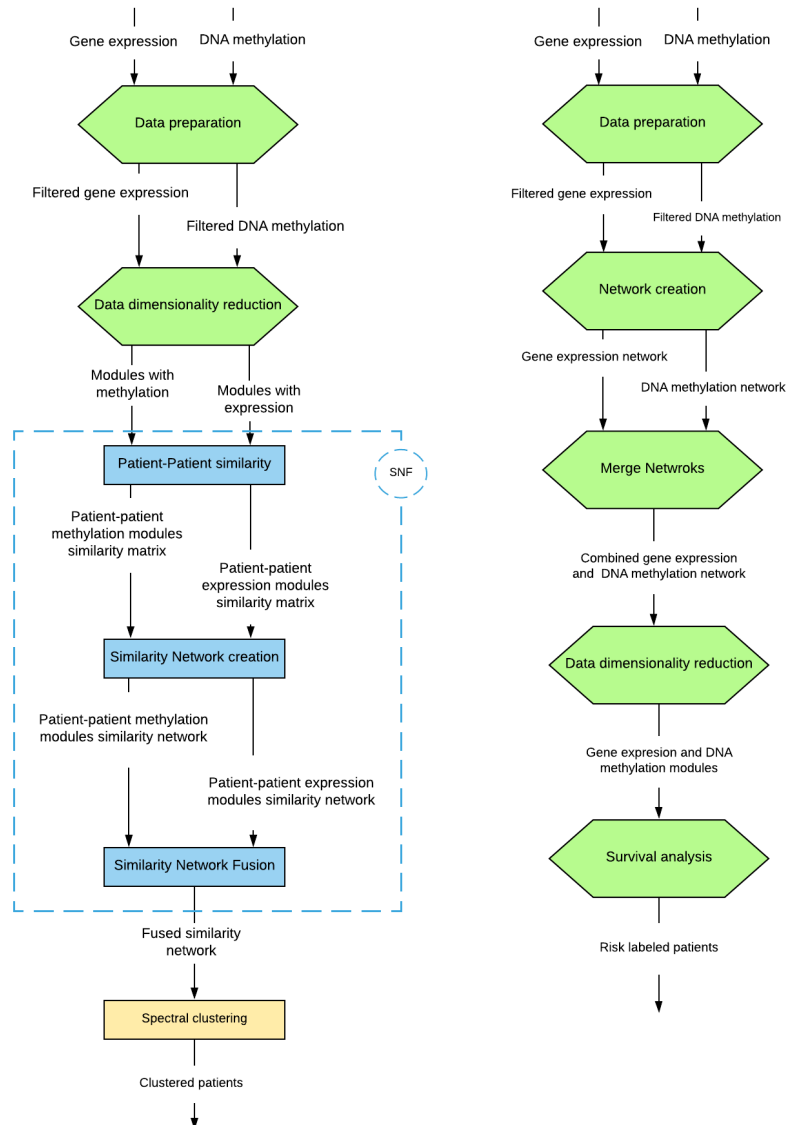 Gene expression
DNA methylation
Data preparation
Filtered gene expression
Filtered DNA methylation
Data dimensionality reduction
Modules with
methylation
Modules with
expression
Patient-Patient similarity
SNF
Patient-patient
methylation modules
similarity matrix
Patient-patient
expression modules
similarity matrix
Similarity Network creation
Patient-patient methylation
modules similarity network
Patient-patient expression
modules similarity network
Similarity Network Fusion
Fused similarity
network
Spectral clustering
Clustered patients
Gene expression
DNA methylation
Data preparation
Filtered gene expression
Filtered DNA methylation
Network creation
Gene expression network
DNA methylation network
Merge Netwroks
Combined gene expression
and DNA methylation network
Data dimensionality reduction
Gene expresion and DNA
methylation modules
Survival analysis
Risk labeled patients